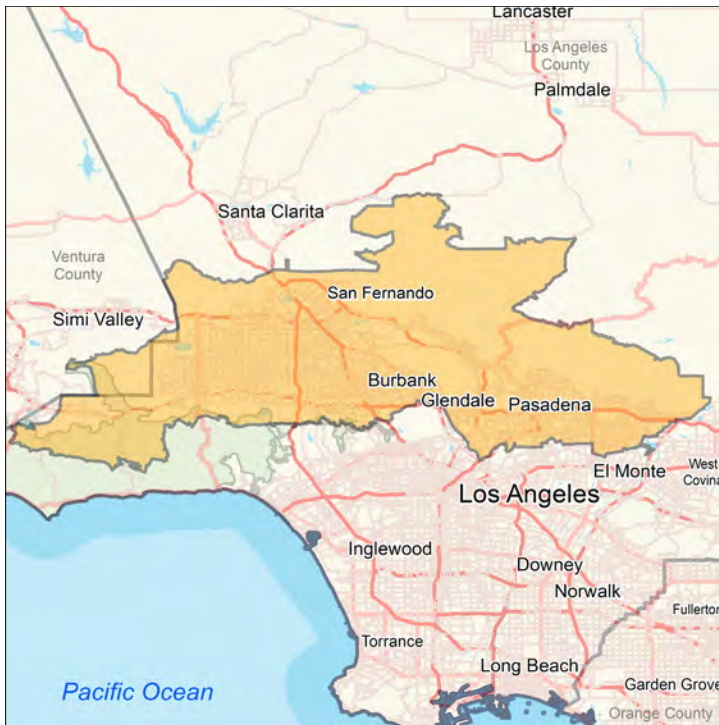 Lancaster
Los Angeles
County
Palmdale
Santa Clarita
Ventura
County
San Fernando
Simi Valley
Burbank
Glendale
Pasadena
El Monte
West
Covina
Los Angeles
Inglewood
Downey
Norwalk
Fullerton
Torrance
Long Beach
Pacific Ocean
Garden Grove
Orange County